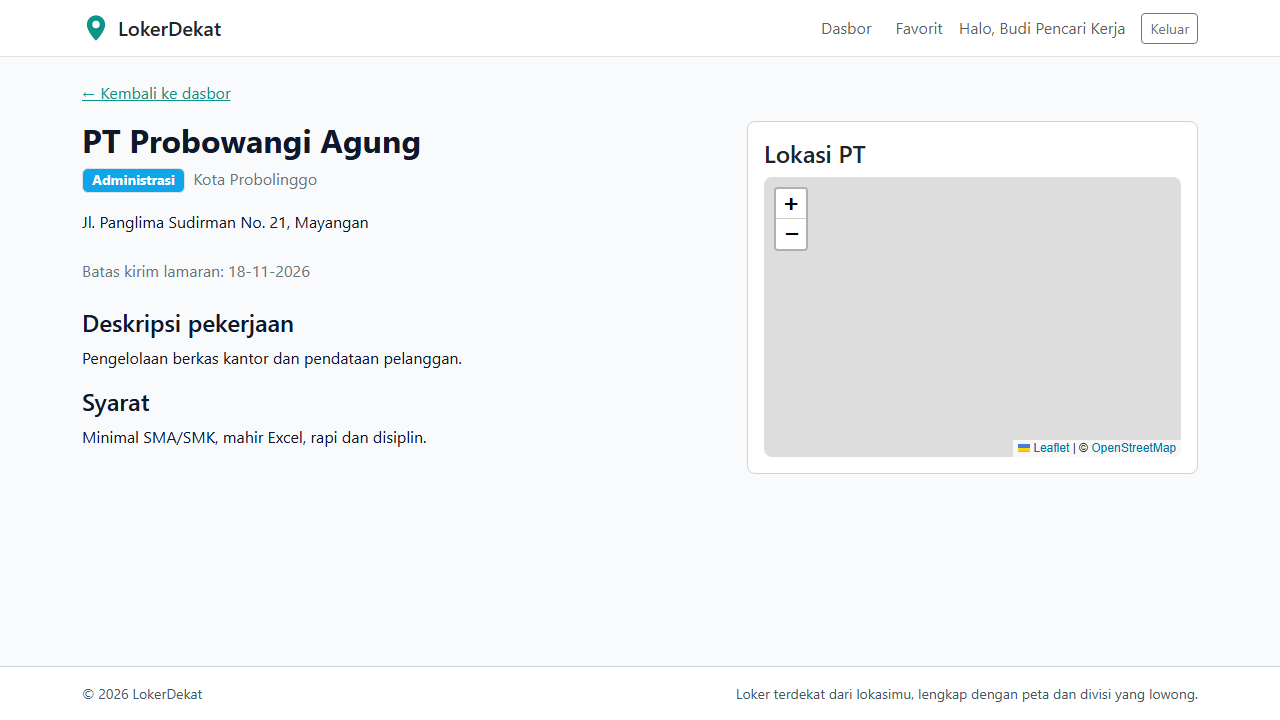 LokerDekat
Dasbor
Favorit
Halo, Budi Pencari Kerja
Keluar
← Kembali ke dasbor
PT Probowangi Agung
Administrasi
Kota Probolinggo
Jl. Panglima Sudirman No. 21, Mayangan
Batas kirim lamaran: 18-11-2026
Deskripsi pekerjaan
Pengelolaan berkas kantor dan pendataan pelanggan.
Syarat
Minimal SMA/SMK, mahir Excel, rapi dan disiplin.
Lokasi PT
+
−
Leaflet | © OpenStreetMap
© 2026 LokerDekat
Loker terdekat dari lokasimu, lengkap dengan peta dan divisi yang lowong.